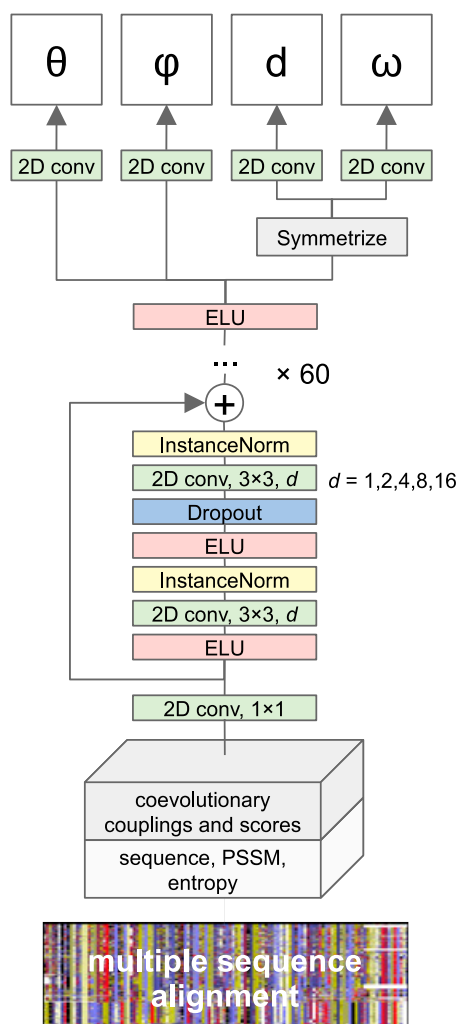 θ φ d ω
2D conv 2D conv 2D conv 2D conv
Symmetrize
ELU
...
× 60
+
InstanceNorm
2D conv, 3×3, d d = 1,2,4,8,16
Dropout
ELU
InstanceNorm
2D conv, 3×3, d
ELU
2D conv, 1×1
coevolutionary
couplings and scores
sequence, PSSM,
entropy
multiple sequence
alignment